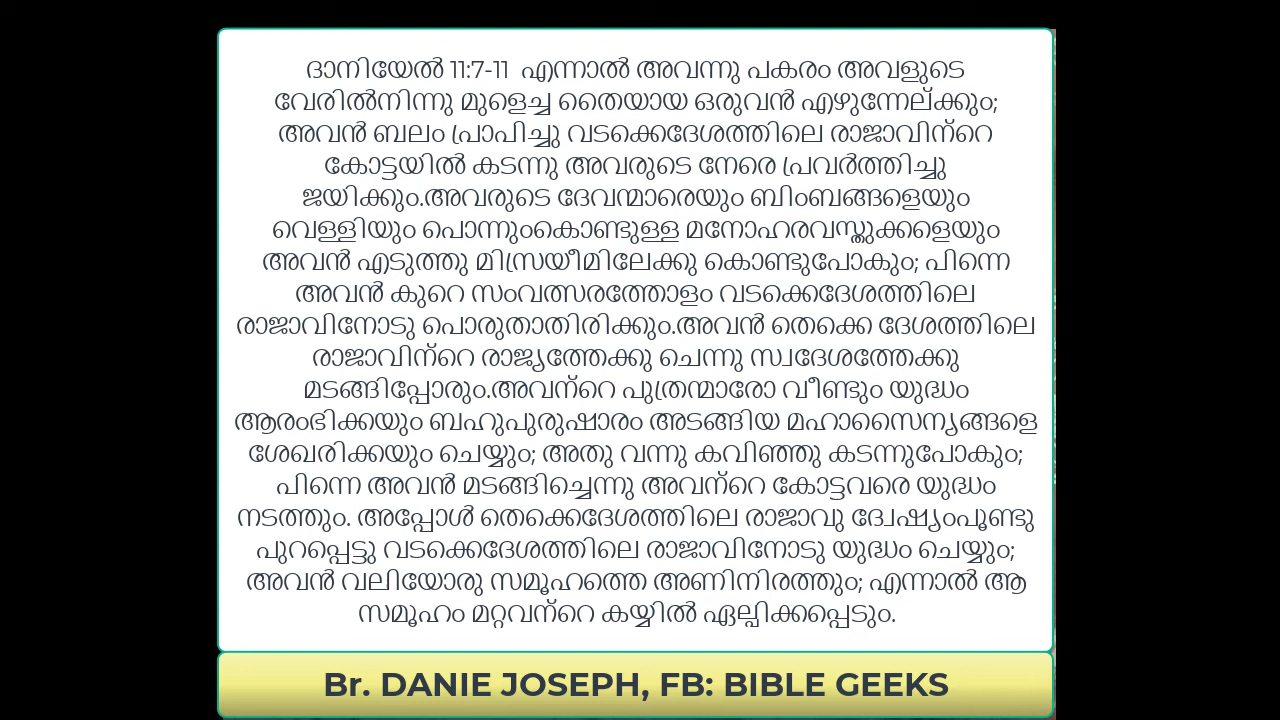 ദാനിയേൽ 11:7-11 എന്നാൽ അവന്നു പകരം അവളുടെ
വേരിൽനിന്നു മുളെച്ച തൈയായ ഒരുവൻ എഴുന്നേല്ക്കും;
അവൻ ബലം പ്രാപിച്ചു വടക്കെദേശത്തിലെ രാജാവിന്റെ
കോട്ടയിൽ കടന്നു അവരുടെ നേരെ പ്രവർത്തിച്ചു
ജയിക്കും.അവരുടെ ദേവന്മാരെയും ബിംബങ്ങളെയും
വെള്ളിയും പൊന്നുംകൊണ്ടുള്ള മനോഹരവസ്തുക്കളെയും
അവൻ എടുത്തു മിസ്രയീമിലേക്കു കൊണ്ടുപോകും; പിന്നെ
അവൻ കുറെ സംവത്സരത്തോളം വടക്കെദേശത്തിലെ
രാജാവിനോടു പൊരുതാതിരിക്കും.അവൻ തെക്കെ ദേശത്തിലെ
രാജാവിന്റെ രാജ്യത്തേക്കു ചെന്നു സ്വദേശത്തേക്കു
മടങ്ങിപ്പോരും.അവന്റെ പുത്രന്മാരോ വീണ്ടും യുദ്ധം
ആരംഭിക്കയും ബഹുപുരുഷാരം അടങ്ങിയ മഹാസൈന്യങ്ങളെ
ശേഖരിക്കയും ചെയ്യും; അതു വന്നു കവിഞ്ഞു കടന്നുപോകും;
പിന്നെ അവൻ മടങ്ങിച്ചെന്നു അവന്റെ കോട്ടവരെ യുദ്ധം
നടത്തും. അപ്പോൾ തെക്കെദേശത്തിലെ രാജാവു ദ്വേഷ്യംപൂണ്ടു
പുറപ്പെട്ടു വടക്കെദേശത്തിലെ രാജാവിനോടു യുദ്ധം ചെയ്യും;
അവൻ വലിയോരു സമൂഹത്തെ അണിനിരത്തും; എന്നാൽ ആ
സമൂഹം മറ്റവന്റെ കയ്യിൽ ഏല്പിക്കപ്പെടും.
Br. DANIE JOSEPH, FB: BIBLE GEEKS